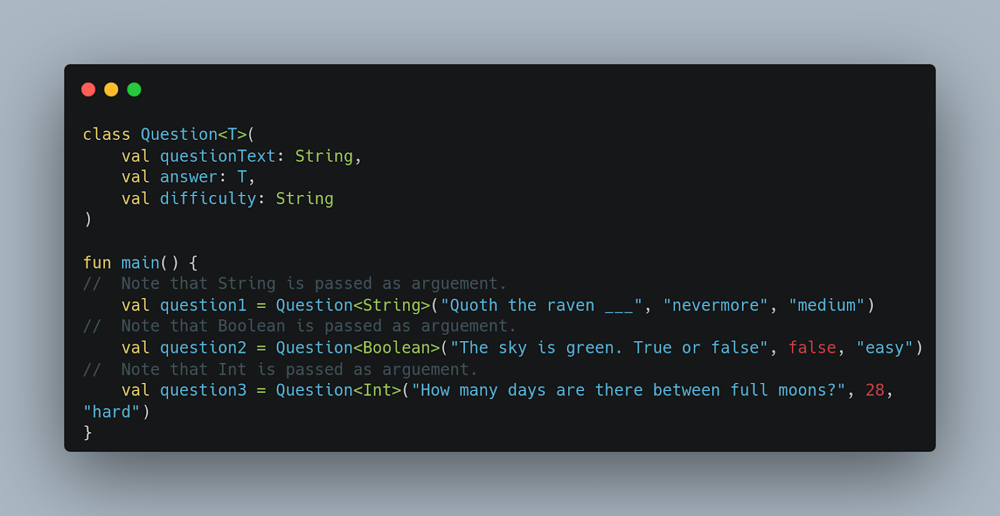 class Question<T>(
    val questionText: String,
    val answer: T,
    val difficulty: String
)
fun main() {
//  Note that String is passed as arguement.
    val question1 = Question<String>("Quoth the raven ___", "nevermore", "medium")
//  Note that Boolean is passed as arguement.
    val question2 = Question<Boolean>("The sky is green. True or false", false, "easy")
//  Note that Int is passed as arguement.
    val question3 = Question<Int>("How many days are there between full moons?", 28,
"hard")
}